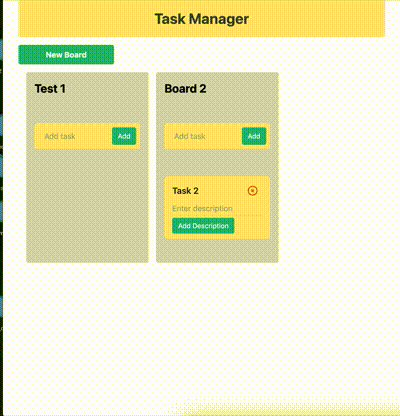 Task Manager
New Board
Test 1
Board 2
Add task
Add
Add task
Add
Task 2
Enter description
Add Description